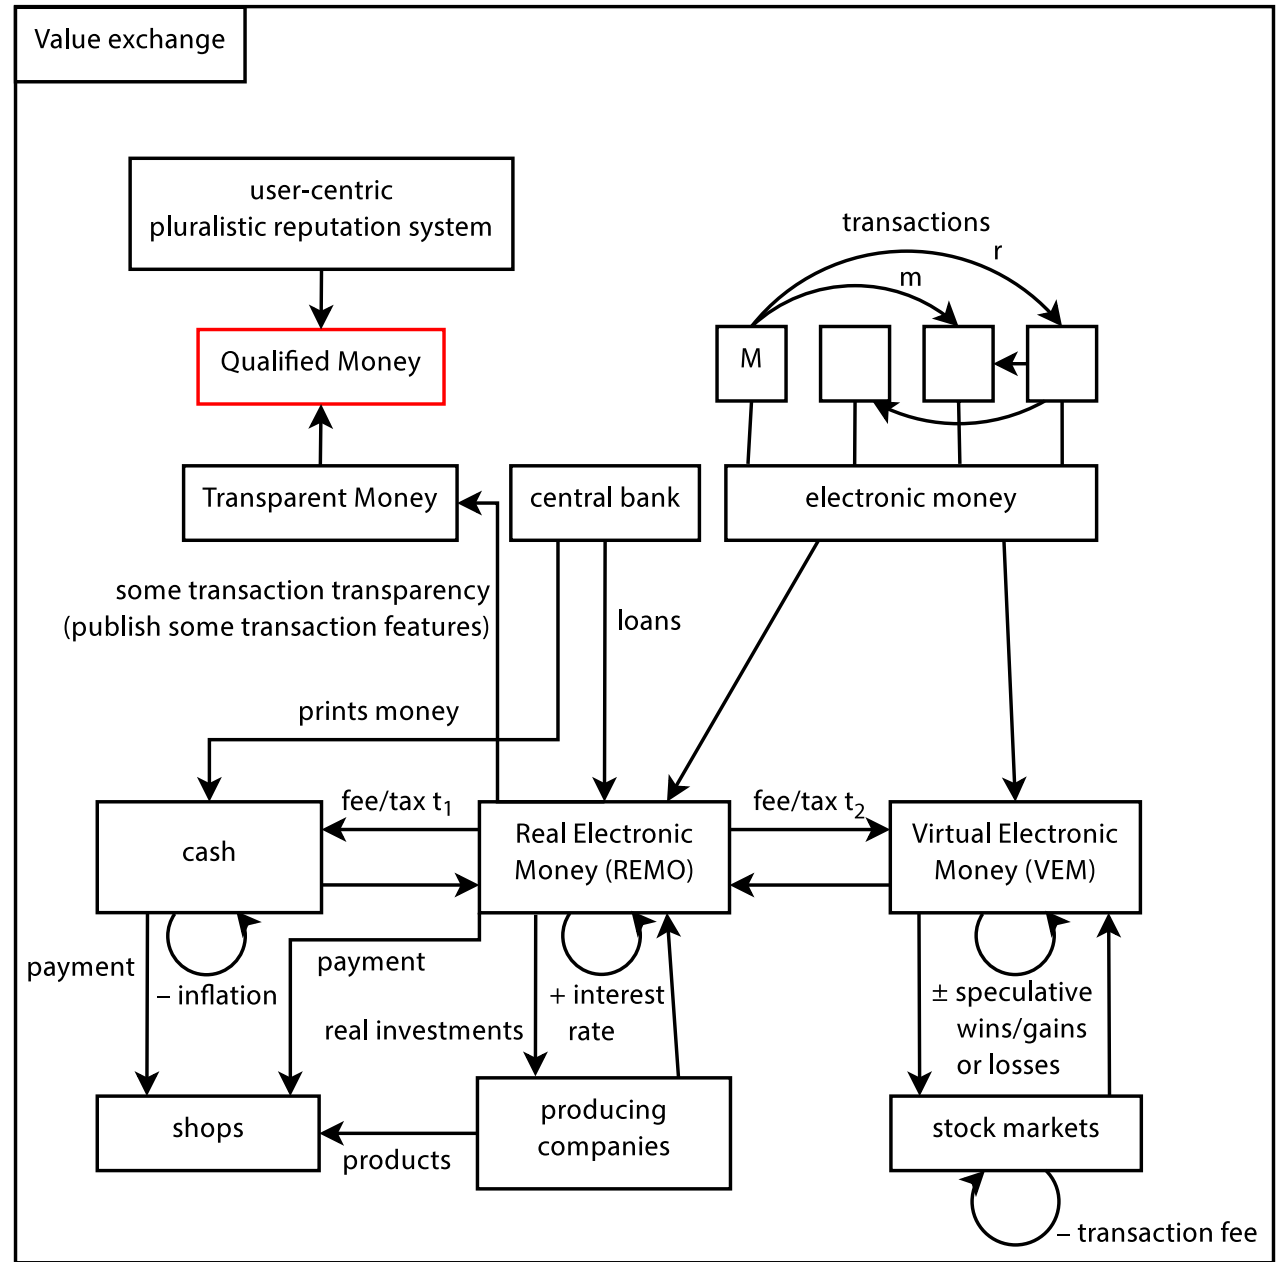 Value exchange
user-centric
pluralistic reputation system
transactions
r
m
Qualified Money
M
Transparent Money
central bank
electronic money
some transaction transparency
(publish some transaction features)
loans
prints money
fee/tax t₁
fee/tax t₂
cash
Real Electronic
Money (REMO)
Virtual Electronic
Money (VEM)
payment
– inflation
payment
+ interest
rate
real investments
± speculative
wins/gains
or losses
shops
products
producing
companies
stock markets
– transaction fee